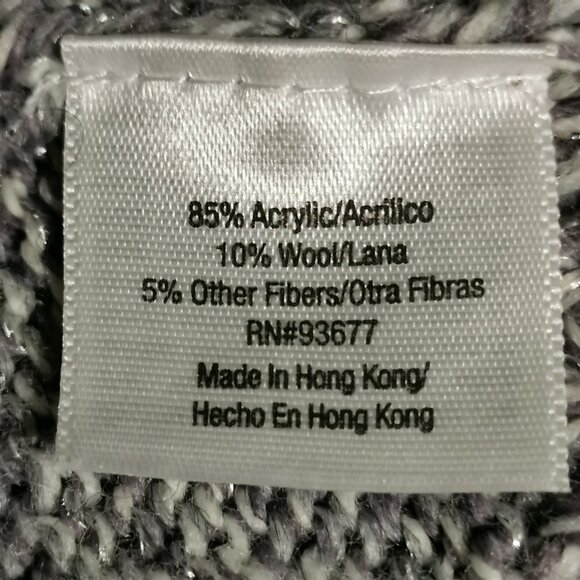 85% Acrylic/Acrilico
10% Wool/Lana
5% Other Fibers/Otra Fibras
RN#93677
Made In Hong Kong/
Hecho En Hong Kong